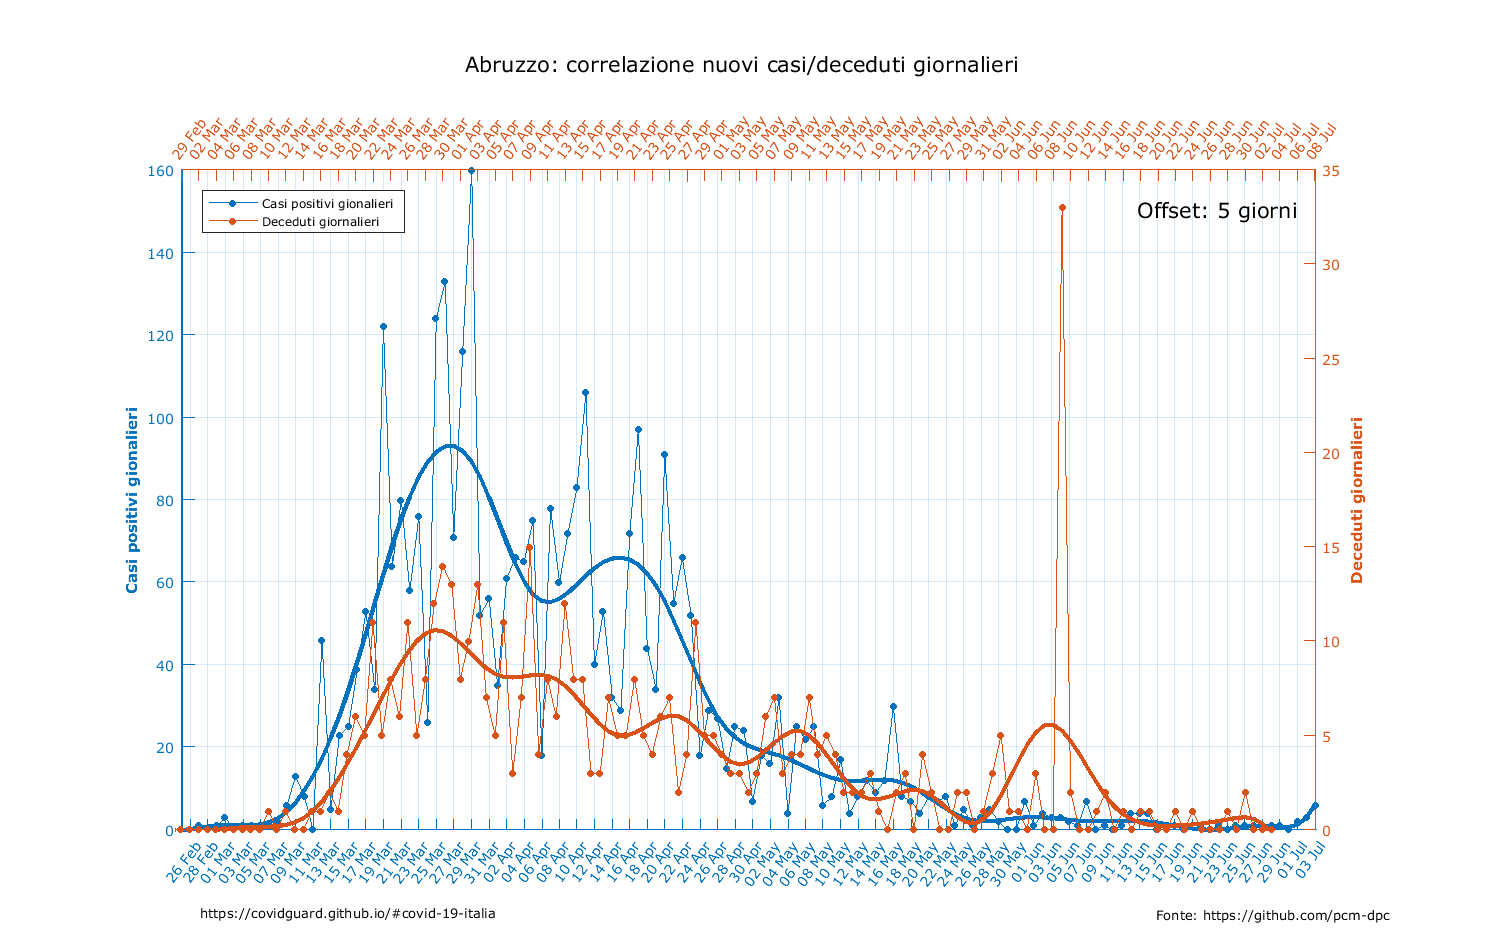 Abruzzo: correlazione nuovi casi/deceduti giornalieri
29 Feb
02 Mar
04 Mar
06 Mar
08 Mar
10 Mar
12 Mar
14 Mar
16 Mar
18 Mar
20 Mar
22 Mar
24 Mar
26 Mar
28 Mar
30 Mar
01 Apr
03 Apr
05 Apr
07 Apr
09 Apr
11 Apr
13 Apr
15 Apr
17 Apr
19 Apr
21 Apr
23 Apr
25 Apr
27 Apr
29 Apr
01 May
03 May
05 May
07 May
09 May
11 May
13 May
15 May
17 May
19 May
21 May
23 May
25 May
27 May
29 May
31 May
02 Jun
04 Jun
06 Jun
08 Jun
10 Jun
12 Jun
14 Jun
16 Jun
18 Jun
20 Jun
22 Jun
24 Jun
26 Jun
28 Jun
30 Jun
02 Jul
04 Jul
06 Jul
08 Jul
Casi positivi gionalieri
Deceduti giornalieri
Offset: 5 giorni
160
140
120
100
80
60
40
20
0
Casi positivi gionalieri
35
30
25
20
15
10
5
0
Deceduti giornalieri
26 Feb
28 Feb
01 Mar
03 Mar
05 Mar
07 Mar
09 Mar
11 Mar
13 Mar
15 Mar
17 Mar
19 Mar
21 Mar
23 Mar
25 Mar
27 Mar
29 Mar
31 Mar
02 Apr
04 Apr
06 Apr
08 Apr
10 Apr
12 Apr
14 Apr
16 Apr
18 Apr
20 Apr
22 Apr
24 Apr
26 Apr
28 Apr
30 Apr
02 May
04 May
06 May
08 May
10 May
12 May
14 May
16 May
18 May
20 May
22 May
24 May
26 May
28 May
30 May
01 Jun
03 Jun
05 Jun
07 Jun
09 Jun
11 Jun
13 Jun
15 Jun
17 Jun
19 Jun
21 Jun
23 Jun
25 Jun
27 Jun
29 Jun
01 Jul
03 Jul
https://covidguard.github.io/#covid-19-italia
Fonte: https://github.com/pcm-dpc